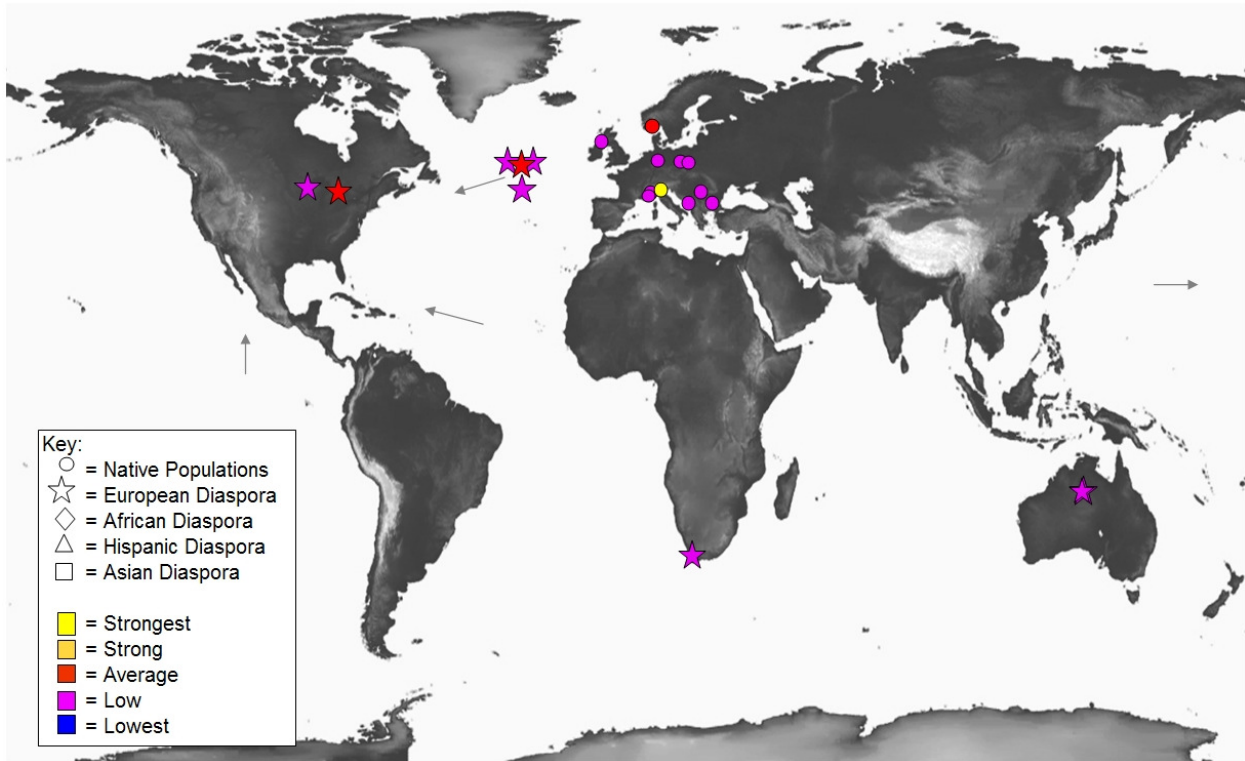 Key:
= Native Populations
= European Diaspora
= African Diaspora
= Hispanic Diaspora
= Asian Diaspora
= Strongest
= Strong
= Average
= Low
= Lowest